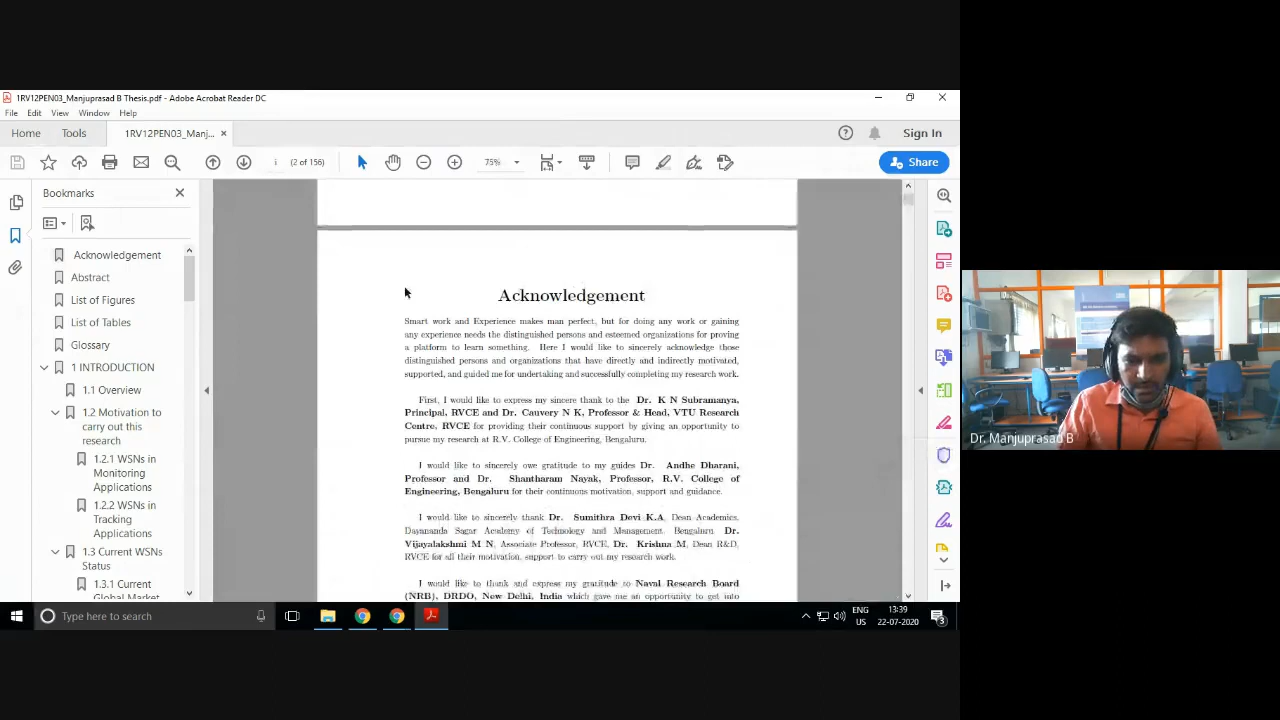 1RV12PEN03_Manjuprasad B Thesis.pdf - Adobe Acrobat Reader DC
File Edit View Window Help
Home Tools 1RV12PEN03_Manj... × Sign In
i (2 of 156) 75% Share
Bookmarks
Acknowledgement
Abstract
List of Figures
List of Tables
Glossary
1 INTRODUCTION
1.1 Overview
1.2 Motivation to
carry out this
research
1.2.1 WSNs in
Monitoring
Applications
1.2.2 WSNs in
Tracking
Applications
1.3 Current WSNs
Status
1.3.1 Current
Global Market
Acknowledgement
Smart work and Experience makes man perfect, but for doing any work or gaining
any experience needs the distinguished persons and esteemed organizations for proving
a platform to learn something. Here I would like to sincerely acknowledge those
distinguished persons and organizations that have directly and indirectly motivated,
supported, and guided me for undertaking and successfully completing my research work.
First, I would like to express my sincere thank to the Dr. K N Subramanya,
Principal, RVCE and Dr. Cauvery N K, Professor & Head, VTU Research
Centre, RVCE for providing their continuous support by giving an opportunity to
pursue my research at R.V. College of Engineering, Bengaluru.
I would like to sincerely owe gratitude to my guides Dr. Andhe Dharani,
Professor and Dr. Shantharam Nayak, Professor, R.V. College of
Engineering, Bengaluru for their continuous motivation, support and guidance.
I would like to sincerely thank Dr. Sumithra Devi K.A, Dean Academics,
Dayananda Sagar Academy of Technology and Management, Bengaluru, Dr.
Vijayalakshmi M N, Associate Professor, RVCE, Dr. Krishna M, Dean R&D,
RVCE for all their motivation, support to carry out my research work.
I would like to thank and express my gratitude to Naval Research Board
(NRB), DRDO, New Delhi, India which gave me an opportunity to get into
Dr. Manjuprasad B
Type here to search
ENG
US
13:39
22-07-2020
3